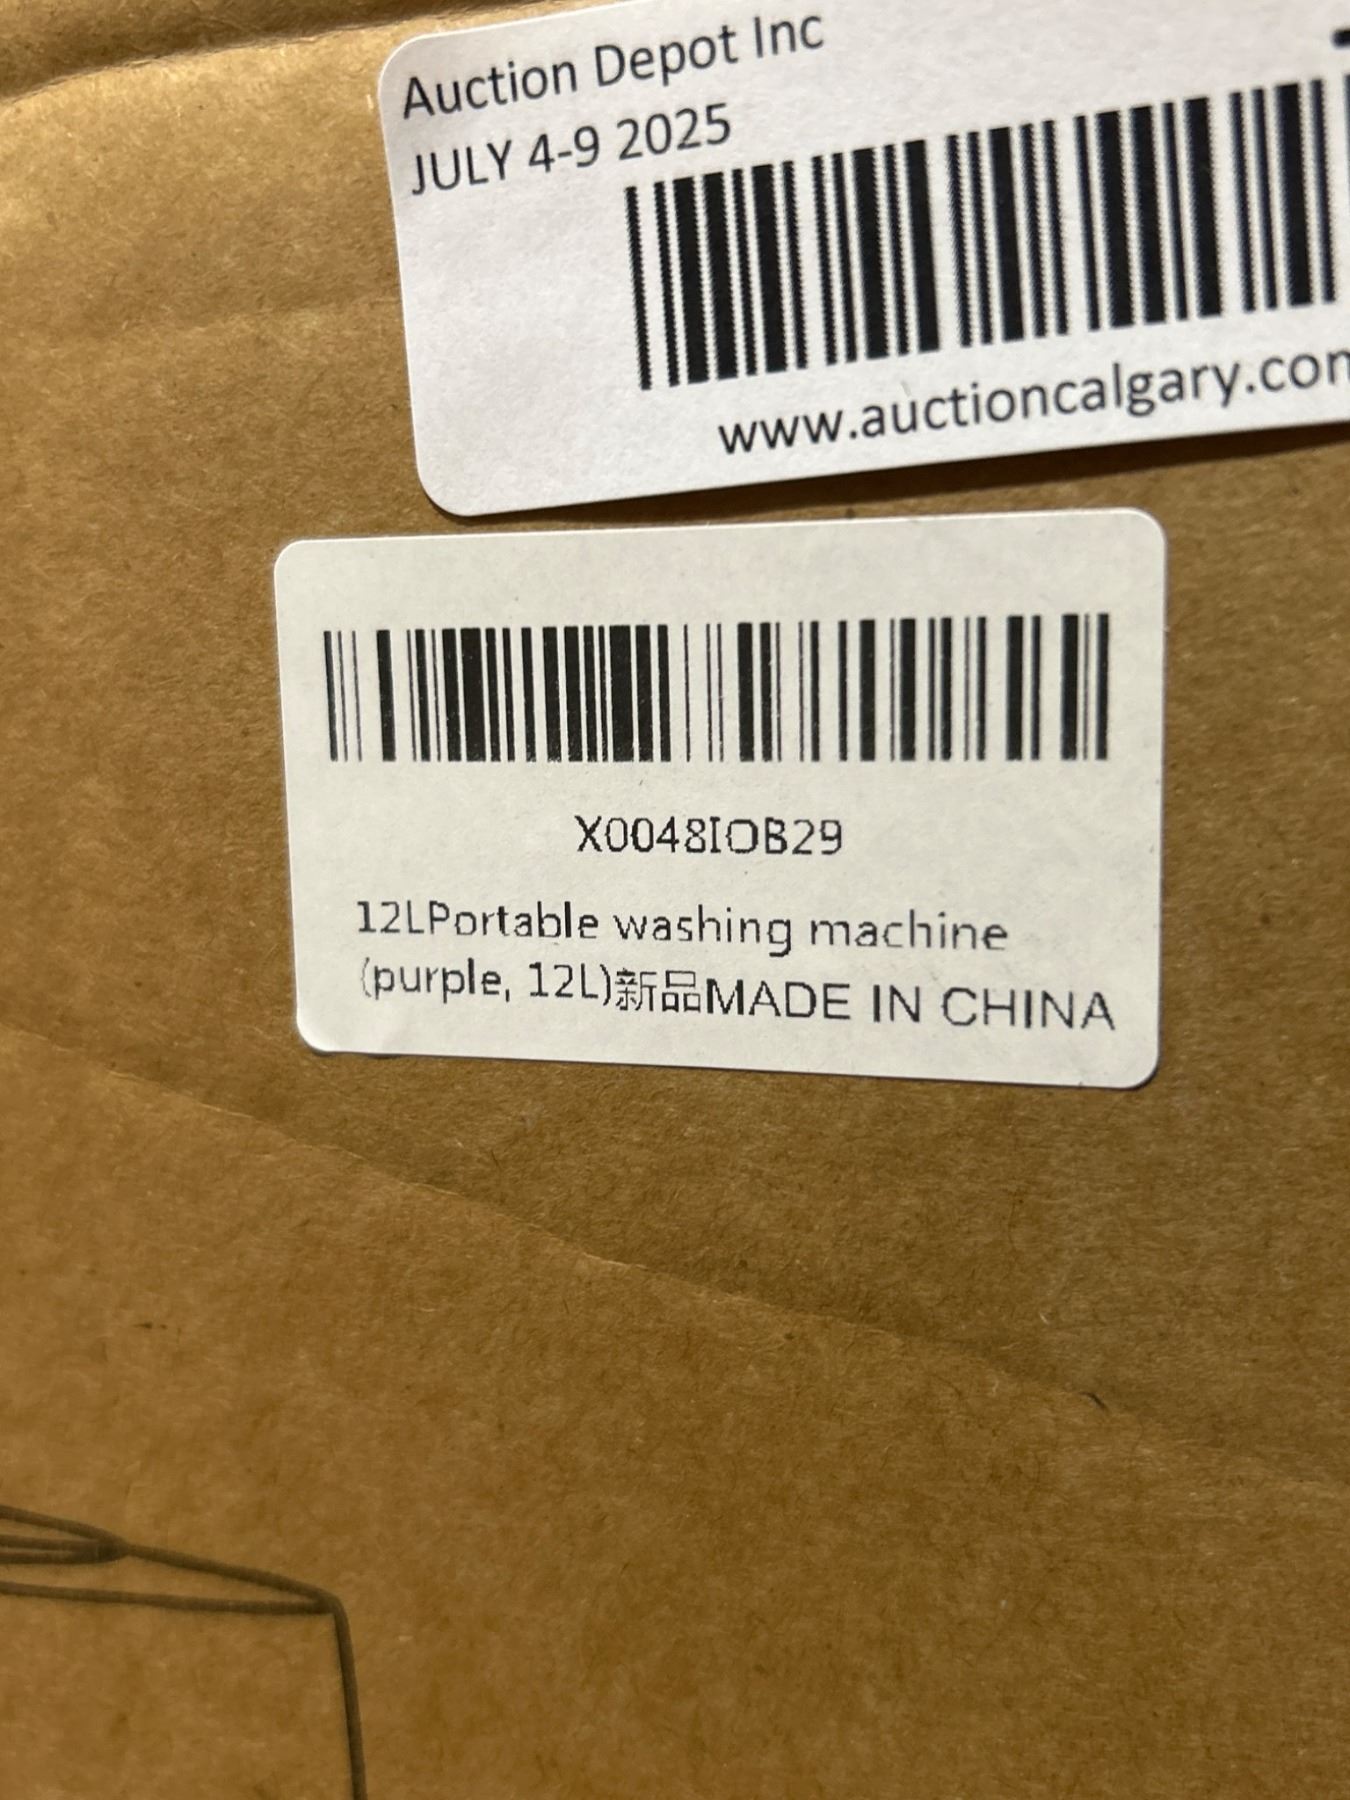 Auction Depot Inc
JULY 4-9 2025
www.auctioncalgary.com
X0048IOB29
12LPortable washing machine
(purple, 12L)新品MADE IN CHINA